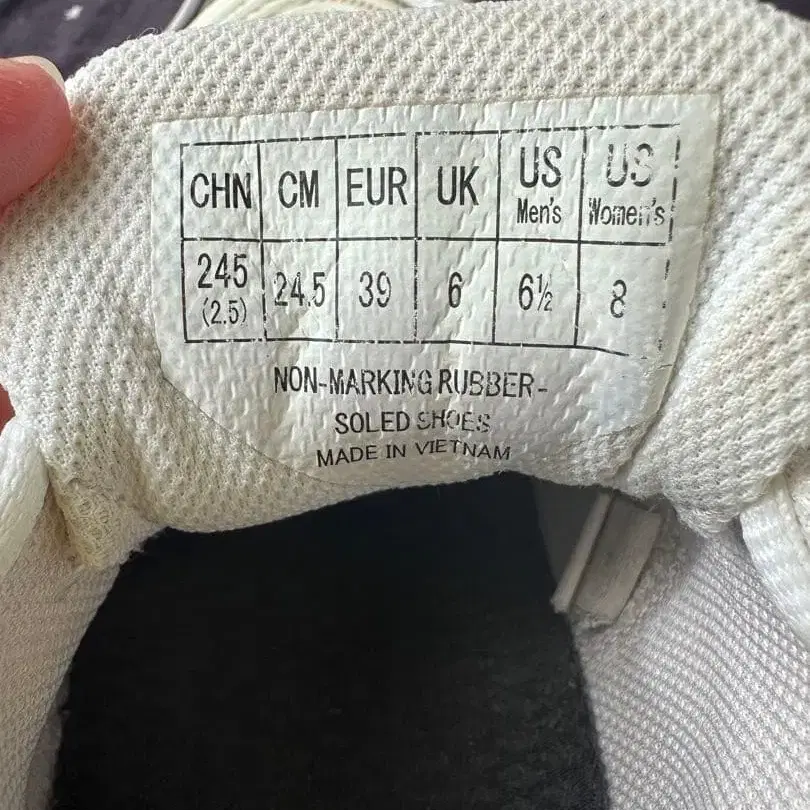 CHN CM EUR UK US Men's US Women's
245 (2.5) 24.5 39 6 6½ 8
NON-MARKING RUBBER-
SOLED SHOES
MADE IN VIETNAM